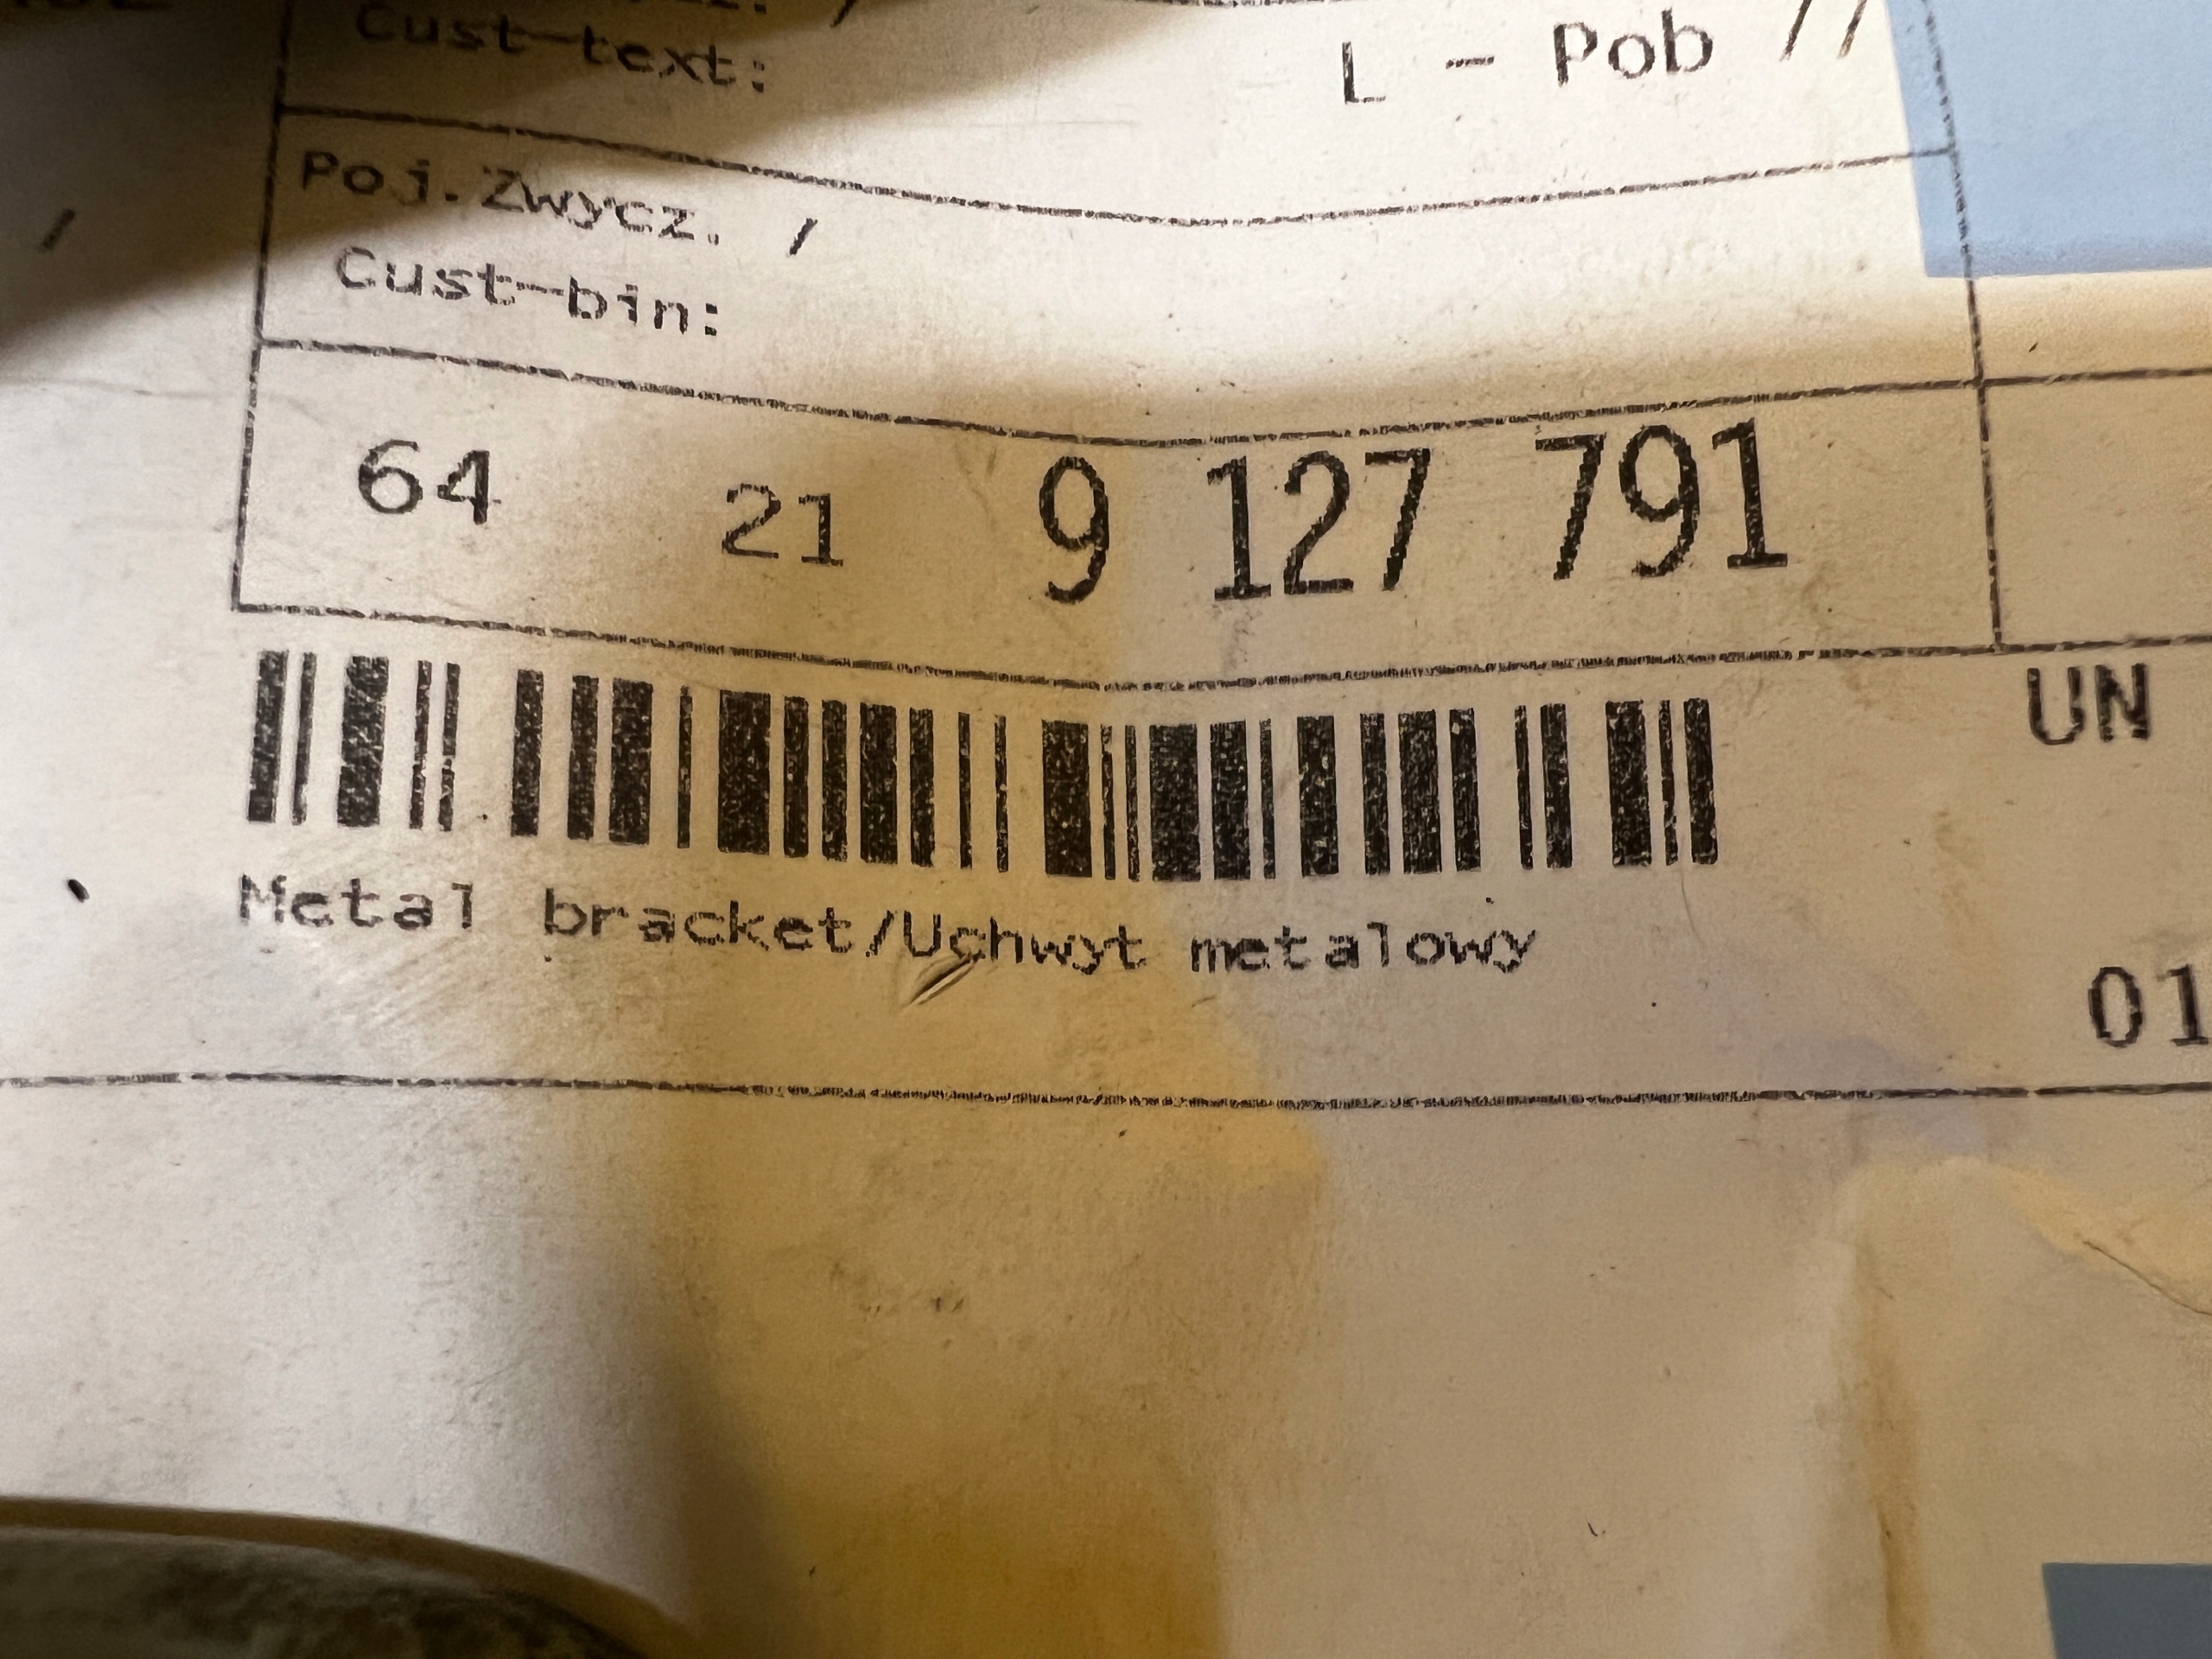 Cust-text:
L - Pob //
Poj.Zwycz. /
Cust-bin:
/
64 21 9 127 791
UN
Metal bracket/Uchwyt metalowy
01